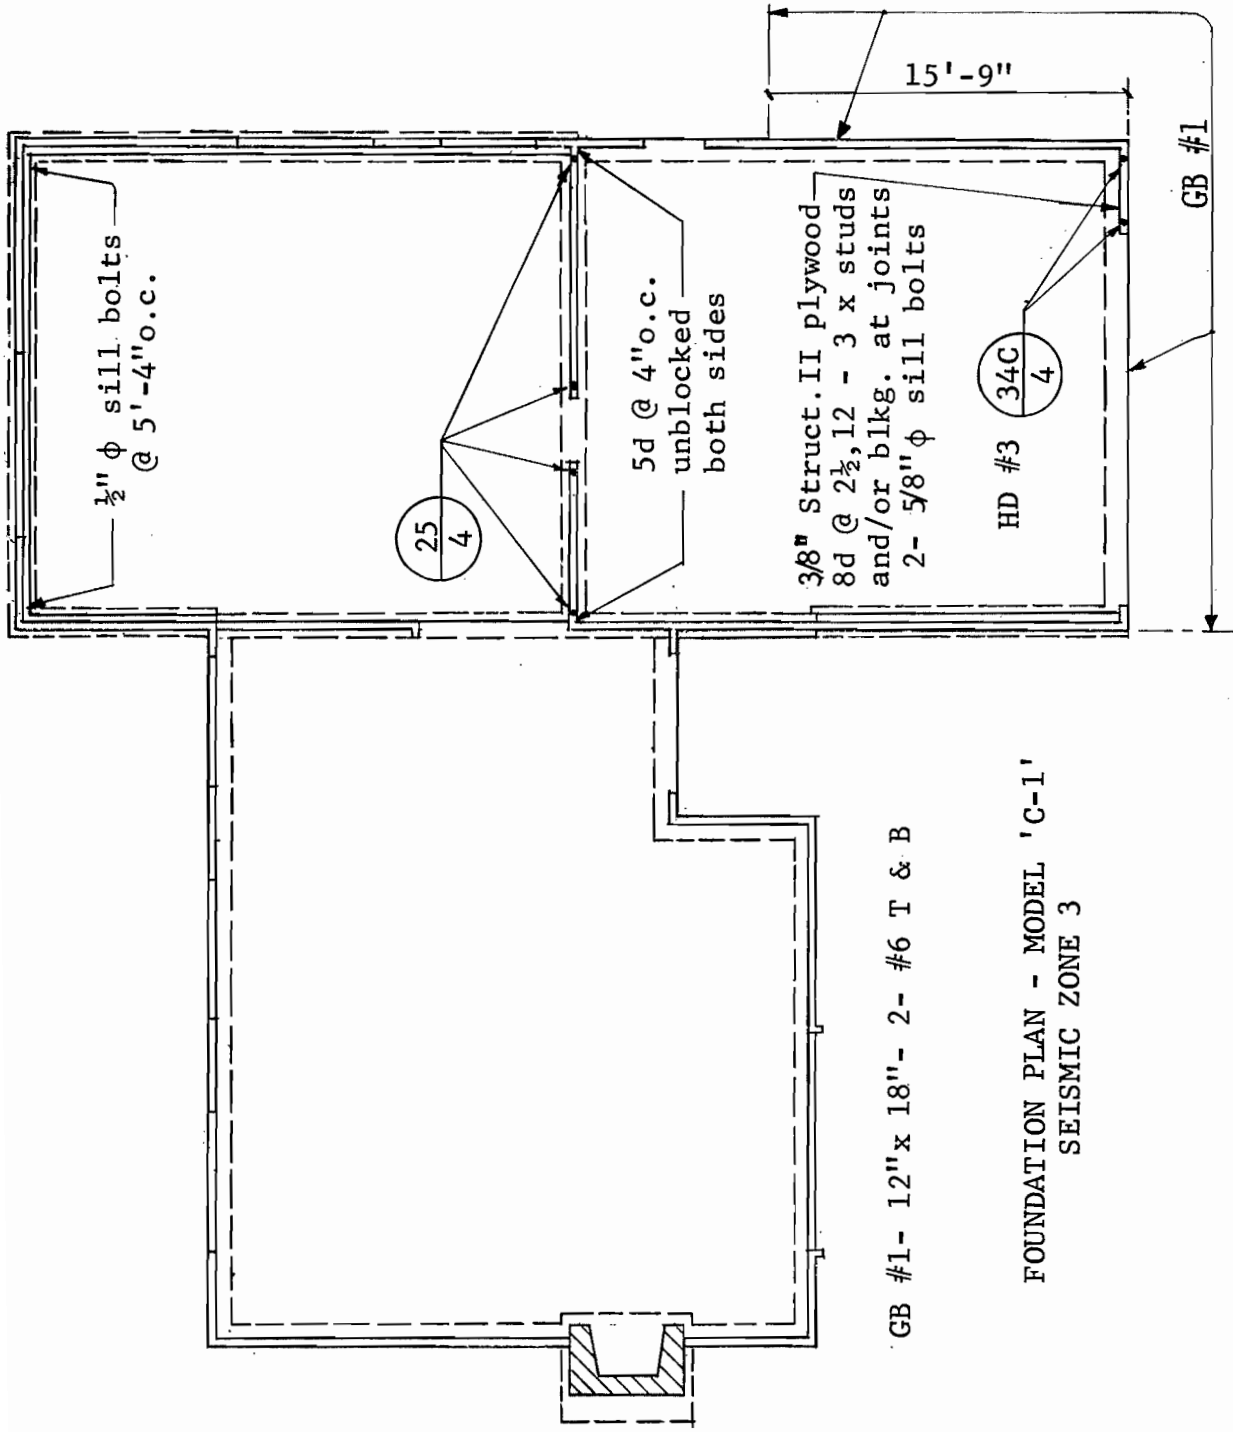 ½" ϕ sill bolts
@ 5'-4"o.c.
25
4
5d @ 4"o.c.
unblocked
both sides
3/8" Struct.II plywood
8d @ 2½,12 - 3 x studs
and/or blkg. at joints
2- 5/8"ϕ sill bolts
HD #3
34C
4
15'-9"
GB #1
GB #1- 12"x 18"- 2- #6 T & B
FOUNDATION PLAN - MODEL 'C-1'
SEISMIC ZONE 3